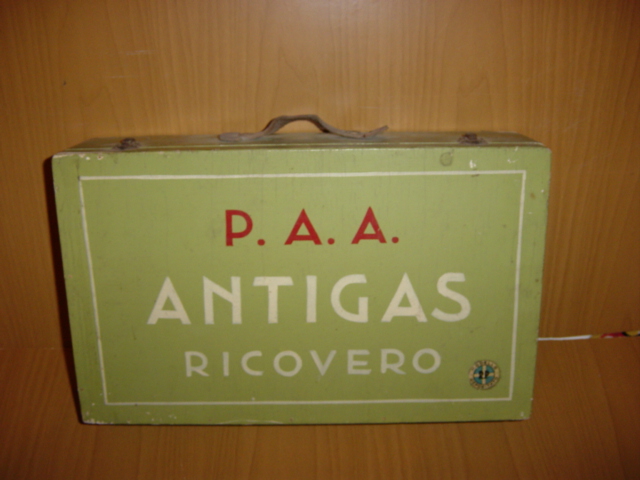 P. A. A.
ANTIGAS
RICOVERO